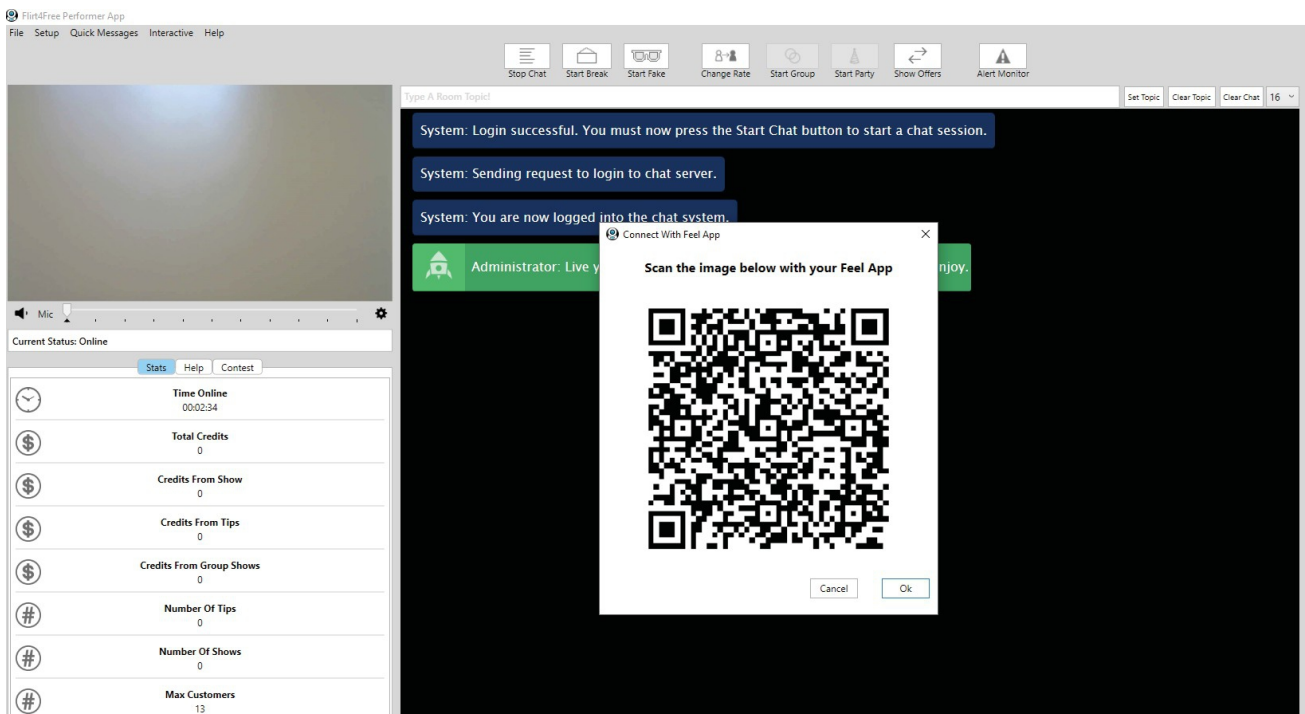 Flirt4Free Performer App
File Setup Quick Messages Interactive Help
Stop Chat Start Break Start Fake Change Rate Start Group Start Party Show Offers Alert Monitor
Type A Room Topic! Set Topic Clear Topic Clear Chat 16
System: Login successful. You must now press the Start Chat button to start a chat session.
System: Sending request to login to chat server.
System: You are now logged into the chat system.
Administrator: Live y
njoy.
Connect With Feel App
Scan the image below with your Feel App
Cancel Ok
Mic
Current Status: Online
Stats Help Contest
Time Online
00:02:34
Total Credits
0
Credits From Show
0
Credits From Tips
0
Credits From Group Shows
0
Number Of Tips
0
Number Of Shows
0
Max Customers
13